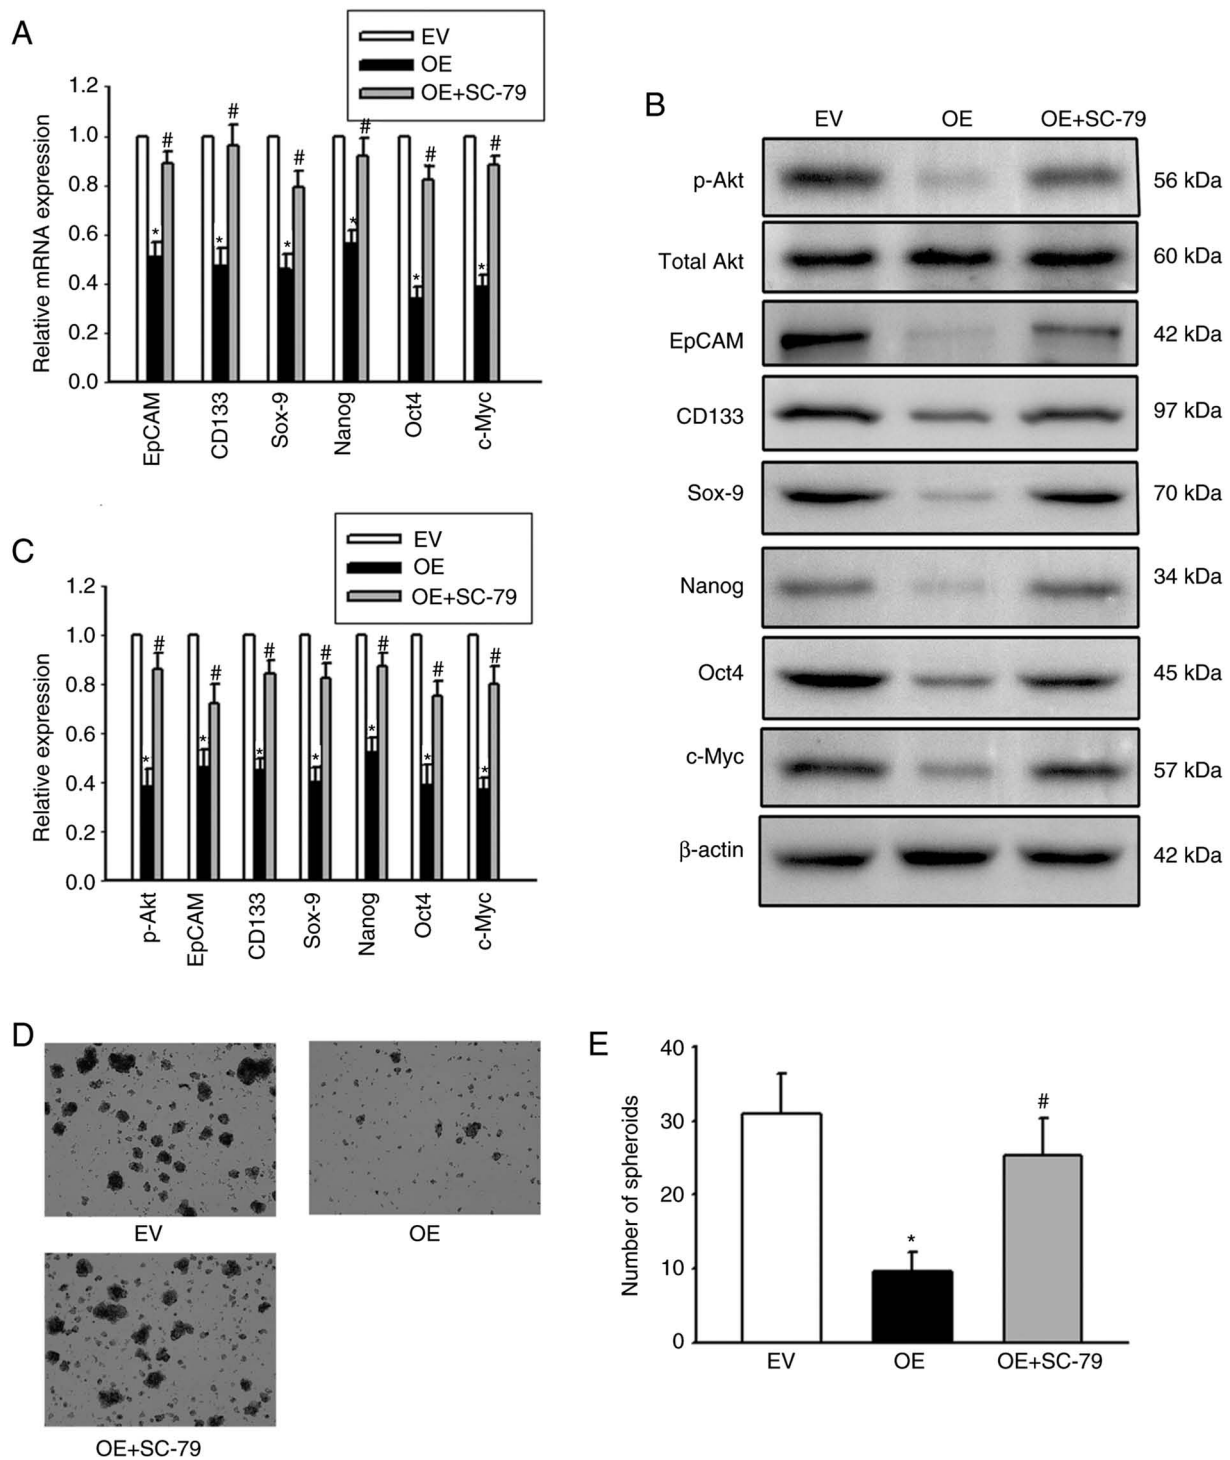 A
EV
OE
OE+SC-79
Relative mRNA expression
1.2
1.0
0.8
0.6
0.4
0.2
0.0
* # * # * # * # * # * #
EpCAM
CD133
Sox-9
Nanog
Oct4
c-Myc
B
EV OE OE+SC-79
p-Akt 56 kDa
Total Akt 60 kDa
EpCAM 42 kDa
CD133 97 kDa
Sox-9 70 kDa
Nanog 34 kDa
Oct4 45 kDa
c-Myc 57 kDa
β-actin 42 kDa
C
EV
OE
OE+SC-79
Relative expression
1.2
1.0
0.8
0.6
0.4
0.2
0.0
* # * # * # * # * # * # * #
p-Akt
EpCAM
CD133
Sox-9
Nanog
Oct4
c-Myc
D
EV
OE
OE+SC-79
E
Number of spheroids
40
30
20
10
0
*
#
EV OE OE+SC-79